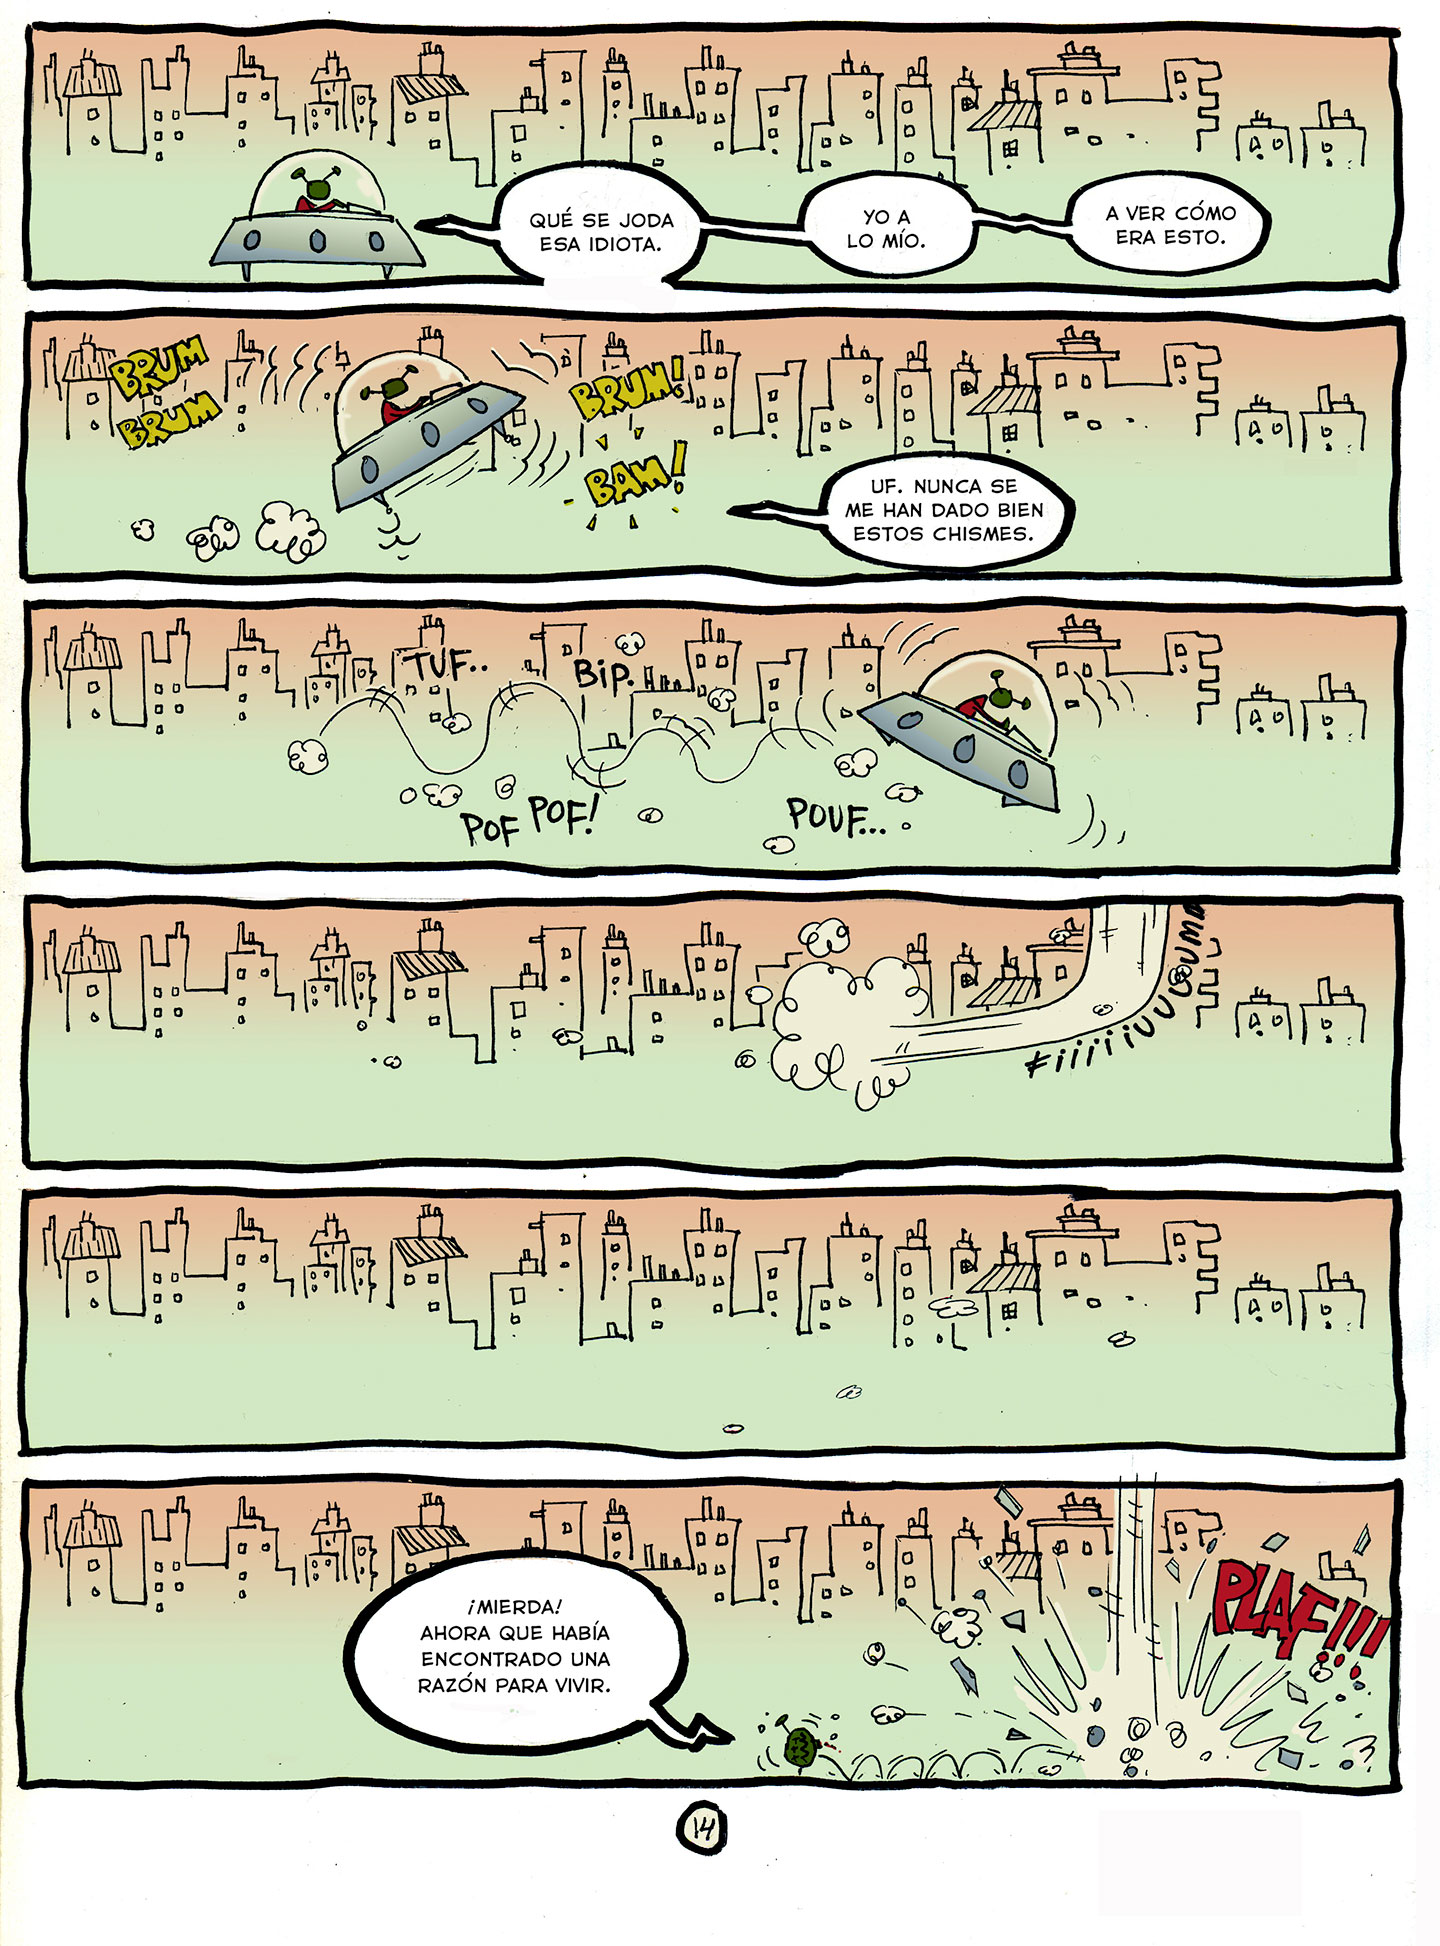 QUÉ SE JODA
ESA IDIOTA.
YO A
LO MÍO.
A VER CÓMO
ERA ESTO.
BRUM
BRUM
BRUM!
BAM!
UF. NUNCA SE
ME HAN DADO BIEN
ESTOS CHISMES.
TUF..
BiP.
POF POF!
POUF...
PLAF!!!
¡MIERDA!
AHORA QUE HABÍA
ENCONTRADO UNA
RAZÓN PARA VIVIR.
14